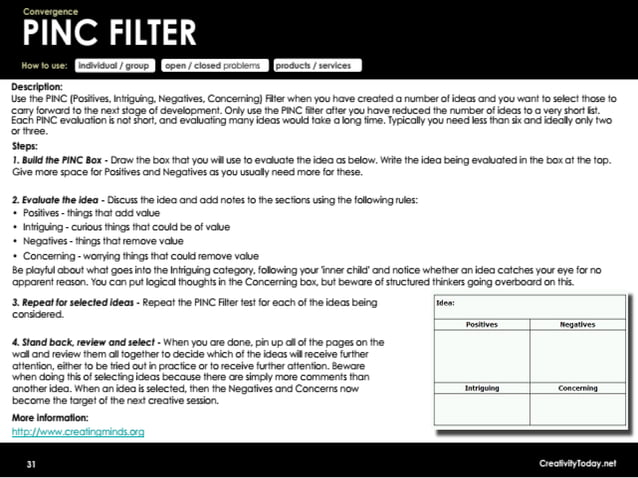 Convergence
PINC FILTER
How to use: individual / group open / closed problems products / services
Description:
Use the PINC (Positives, Intriguing, Negatives, Concerning) Filter when you have created a number of ideas and you want to select those to
carry forward to the next stage of development. Only use the PINC filter after you have reduced the number of ideas to a very short list.
Each PINC evaluation is not short, and evaluating many ideas would take a long time. Typically you need less than six and ideally only two
or three.
Steps:
1. Build the PINC Box - Draw the box that you will use to evaluate the idea as below. Write the idea being evaluated in the box at the top.
Give more space for Positives and Negatives as you usually need more for these.
2. Evaluate the idea - Discuss the idea and add notes to the sections using the following rules:
• Positives - things that add value
• Intriguing - curious things that could be of value
• Negatives - things that remove value
• Concerning - worrying things that could remove value
Be playful about what goes into the Intriguing category, following your 'inner child' and notice whether an idea catches your eye for no
apparent reason. You can put logical thoughts in the Concerning box, but beware of structured thinkers going overboard on this.
3. Repeat for selected ideas - Repeat the PINC Filter test for each of the ideas being
considered.
4. Stand back, review and select - When you are done, pin up all of the pages on the
wall and review them all together to decide which of the ideas will receive further
attention, either to be tried out in practice or to receive further attention. Beware
when doing this of selecting ideas because there are simply more comments than
another idea. When an idea is selected, then the Negatives and Concerns now
become the target of the next creative session.
Idea:
Positives Negatives
Intriguing Concerning
More information:
http://www.creatingminds.org
31
CreativityToday.net